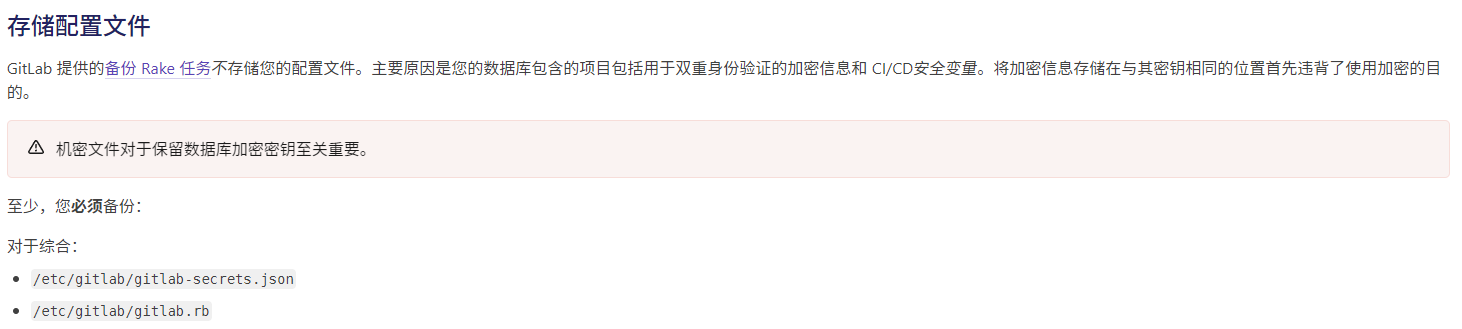 存储配置文件
GitLab 提供的备份 Rake 任务不存储您的配置文件。主要原因是您的数据库包含的项目包括用于双重身份验证的加密信息和 CI/CD安全变量。将加密信息存储在与其密钥相同的位置首先违背了使用加密的目
的。
机密文件对于保留数据库加密密钥至关重要。
至少，您必须备份：
对于综合：
/etc/gitlab/gitlab-secrets.json
/etc/gitlab/gitlab.rb